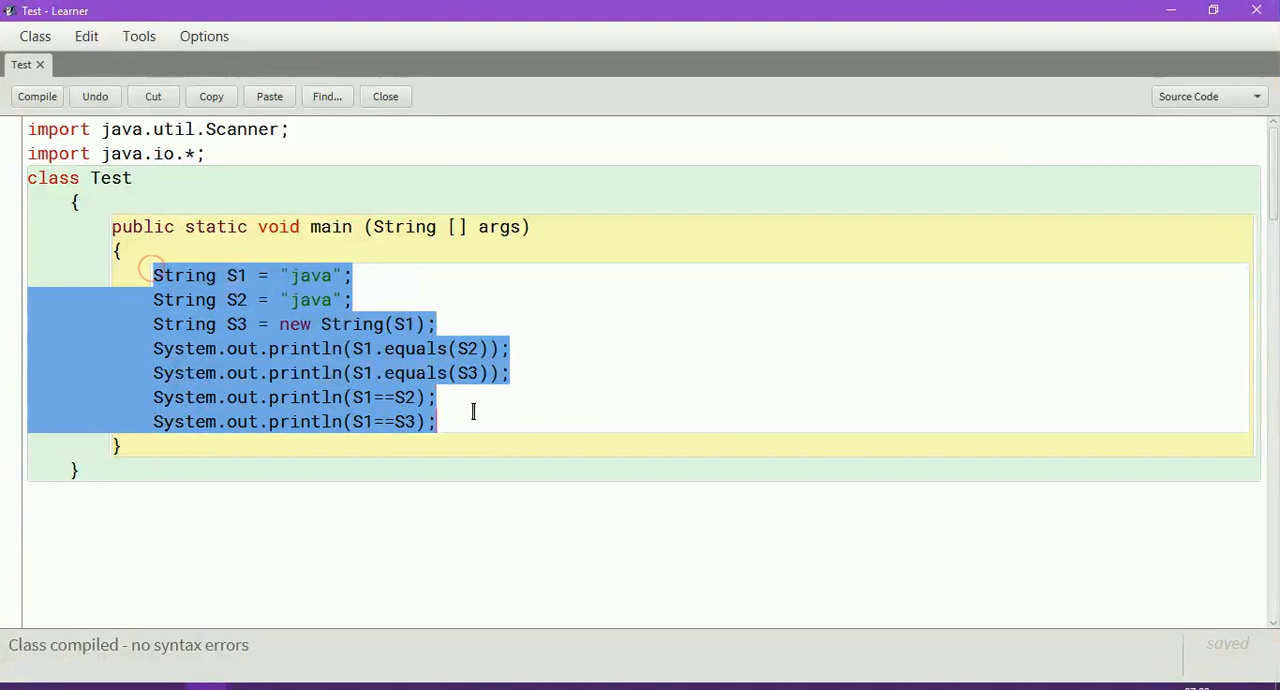 Test - Learner
Class Edit Tools Options
Test
Compile Undo Cut Copy Paste Find... Close Source Code
import java.util.Scanner;
import java.io.*;
class Test
{
public static void main (String [] args)
{
String S1 = "java";
String S2 = "java";
String S3 = new String(S1);
System.out.println(S1.equals(S2));
System.out.println(S1.equals(S3));
System.out.println(S1==S2);
System.out.println(S1==S3);
}
}
Class compiled - no syntax errors
saved